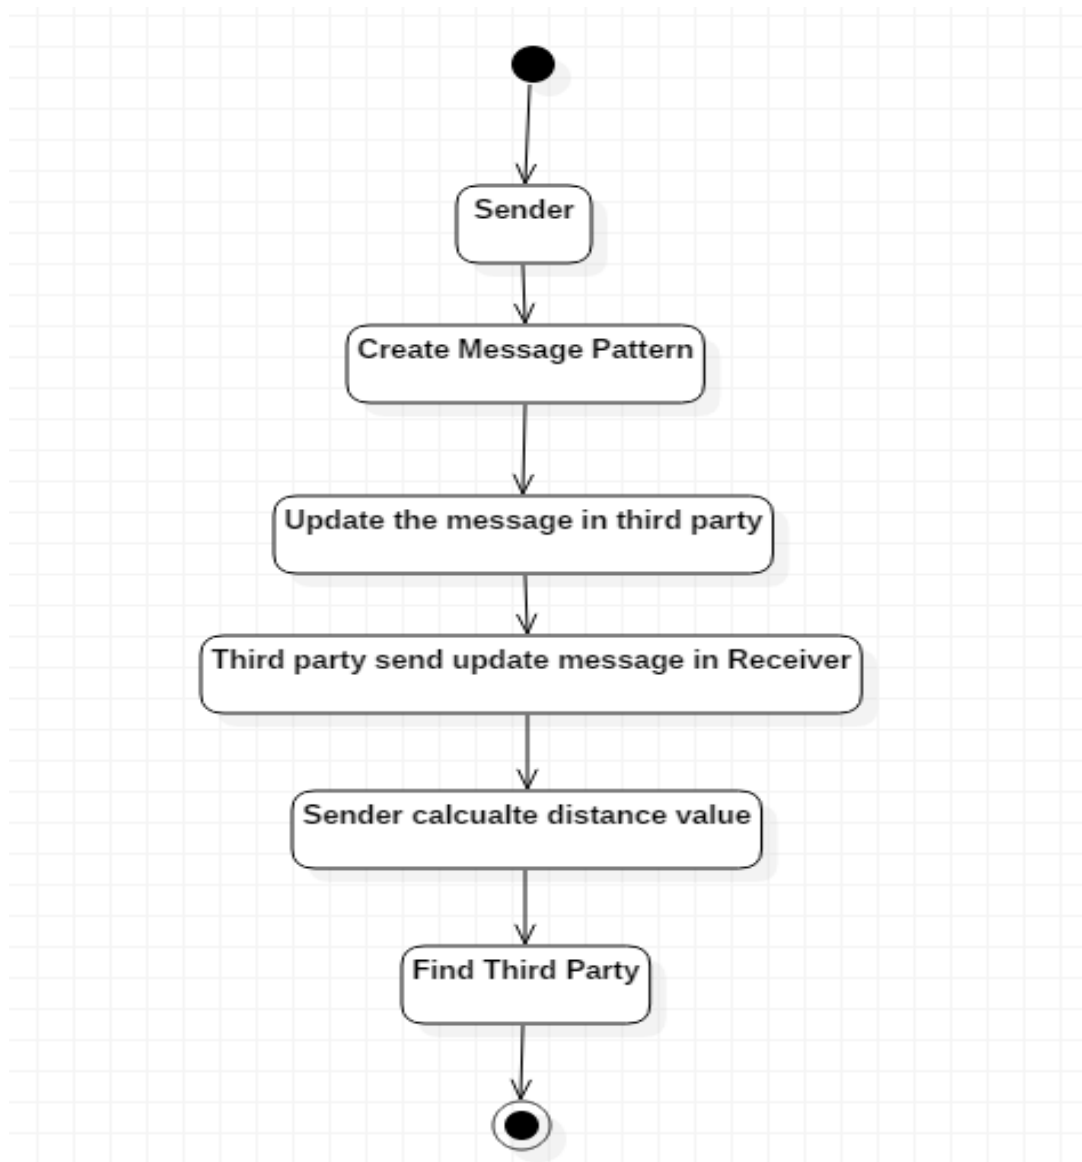 Sender
Create Message Pattern
Update the message in third party
Third party send update message in Receiver
Sender calcualte distance value
Find Third Party